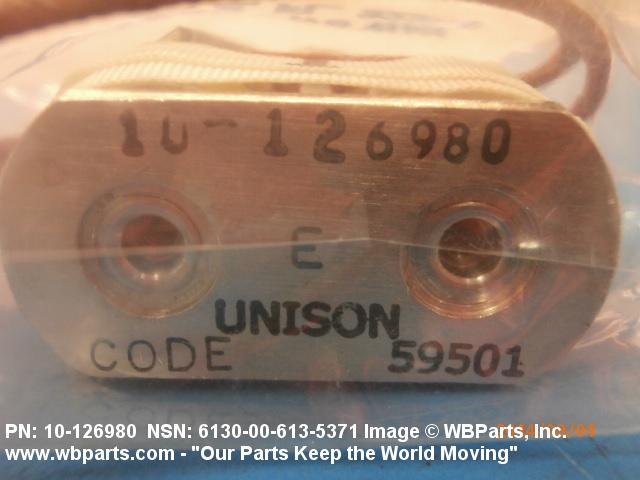 10-126980
E
UNISON
CODE 59501
PN: 10-126980 NSN: 6130-00-613-5371 Image © WBParts, Inc.
www.wbparts.com - "Our Parts Keep the World Moving"